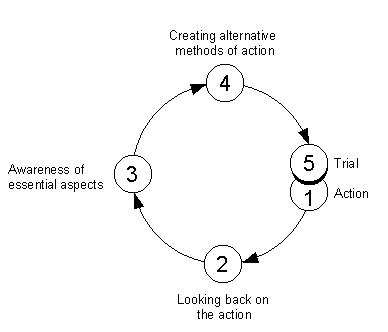 Creating alternative
methods of action
4
5
Trial
Awareness of
essential aspects
3
1
Action
2
Looking back on
the action